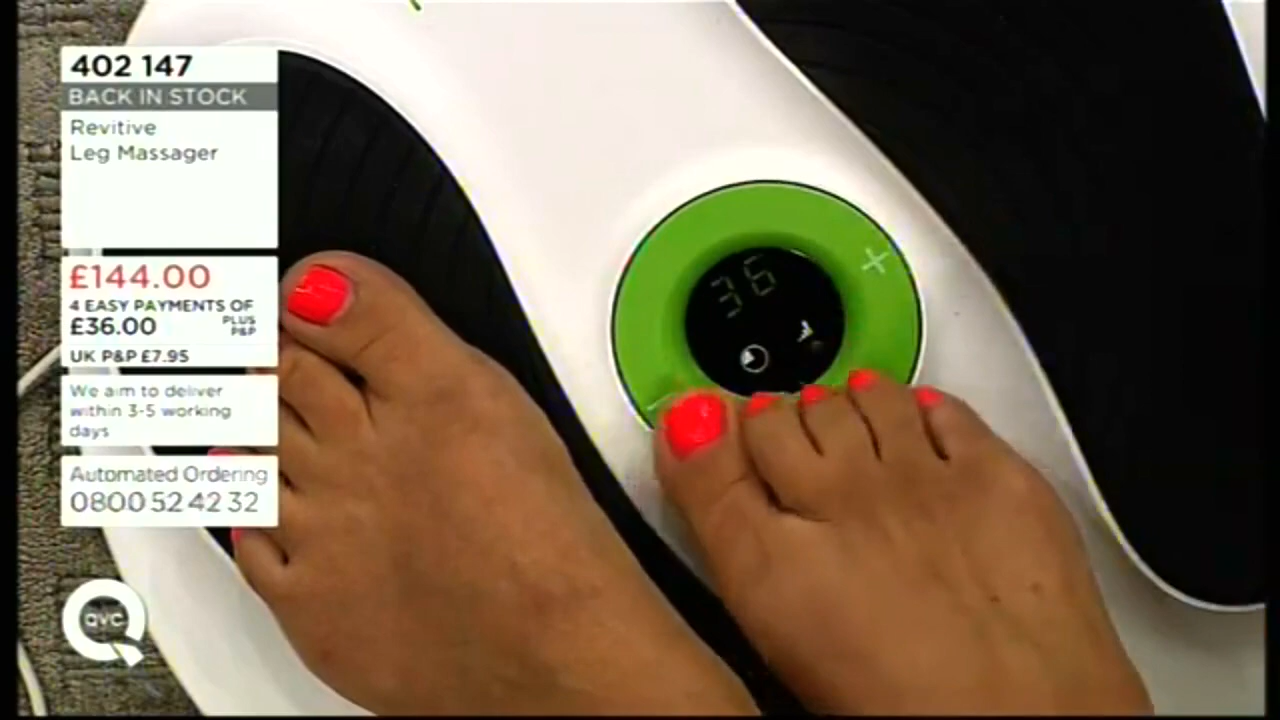 402 147
BACK IN STOCK
Revitive
Leg Massager
£144.00
4 EASY PAYMENTS OF
£36.00 PLUS P&P
UK P&P £7.95
We aim to deliver
within 3-5 working
days
Automated Ordering
0800 52 42 32
QVC
36
+